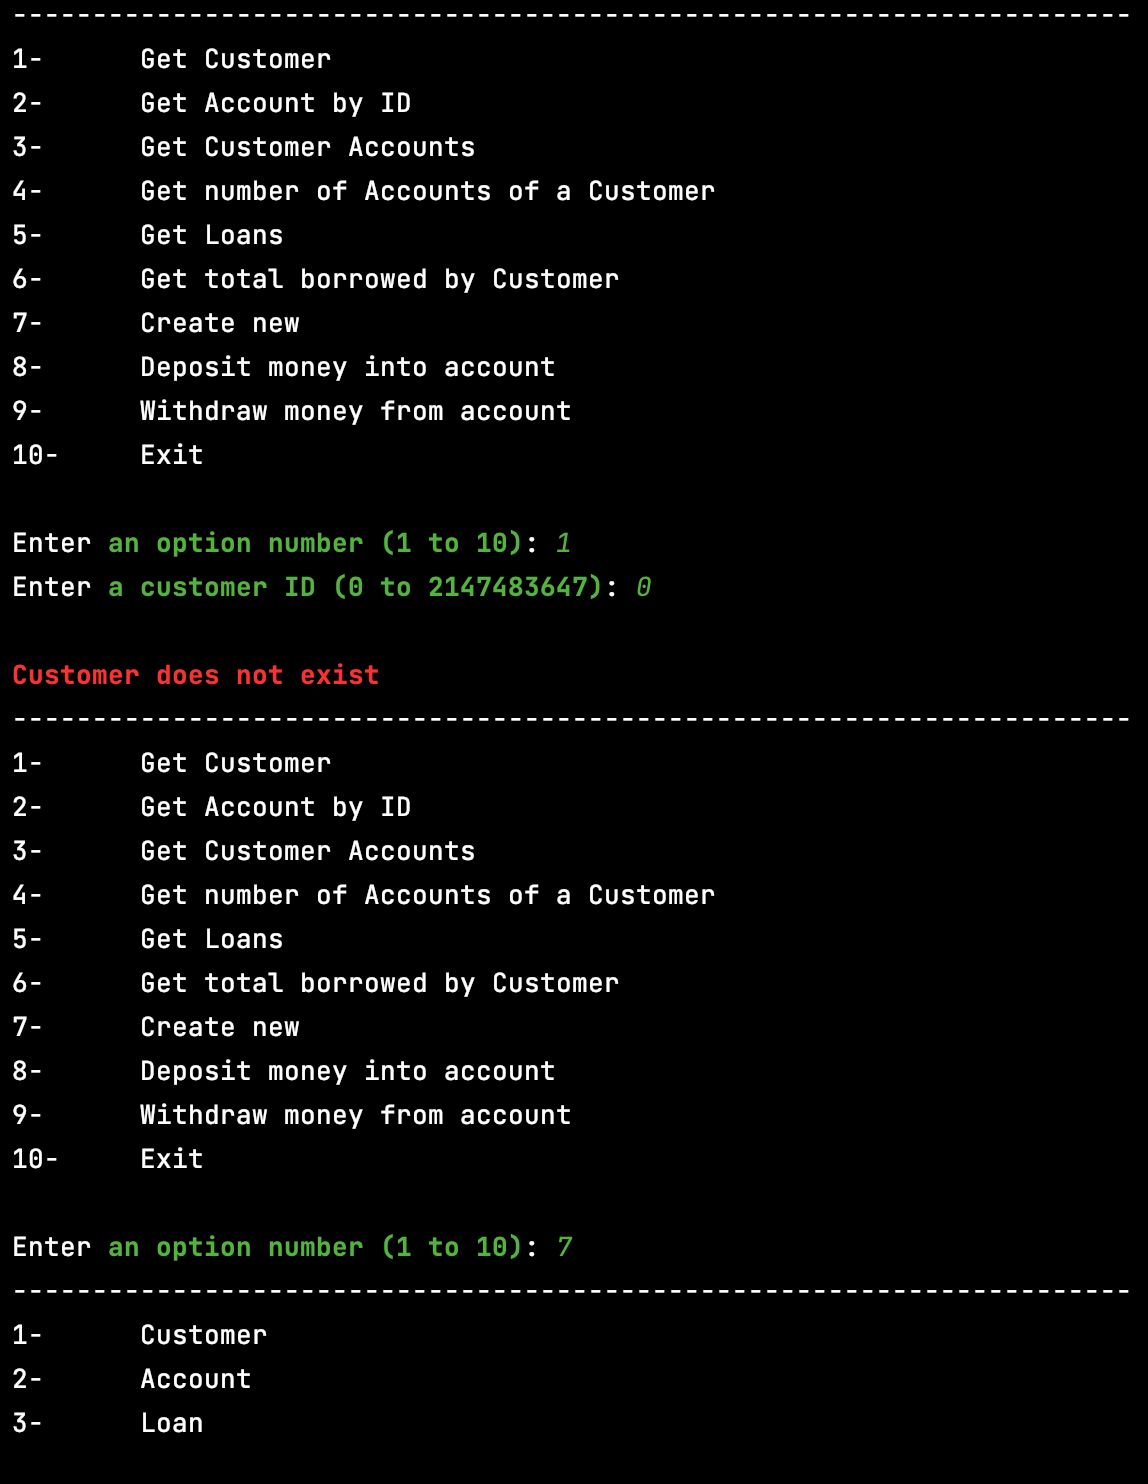 ----------------------------------------------------------------------
1-      Get Customer
2-      Get Account by ID
3-      Get Customer Accounts
4-      Get number of Accounts of a Customer
5-      Get Loans
6-      Get total borrowed by Customer
7-      Create new
8-      Deposit money into account
9-      Withdraw money from account
10-     Exit

Enter an option number (1 to 10): 1
Enter a customer ID (0 to 2147483647): 0

Customer does not exist
----------------------------------------------------------------------
1-      Get Customer
2-      Get Account by ID
3-      Get Customer Accounts
4-      Get number of Accounts of a Customer
5-      Get Loans
6-      Get total borrowed by Customer
7-      Create new
8-      Deposit money into account
9-      Withdraw money from account
10-     Exit

Enter an option number (1 to 10): 7
----------------------------------------------------------------------
1-      Customer
2-      Account
3-      Loan